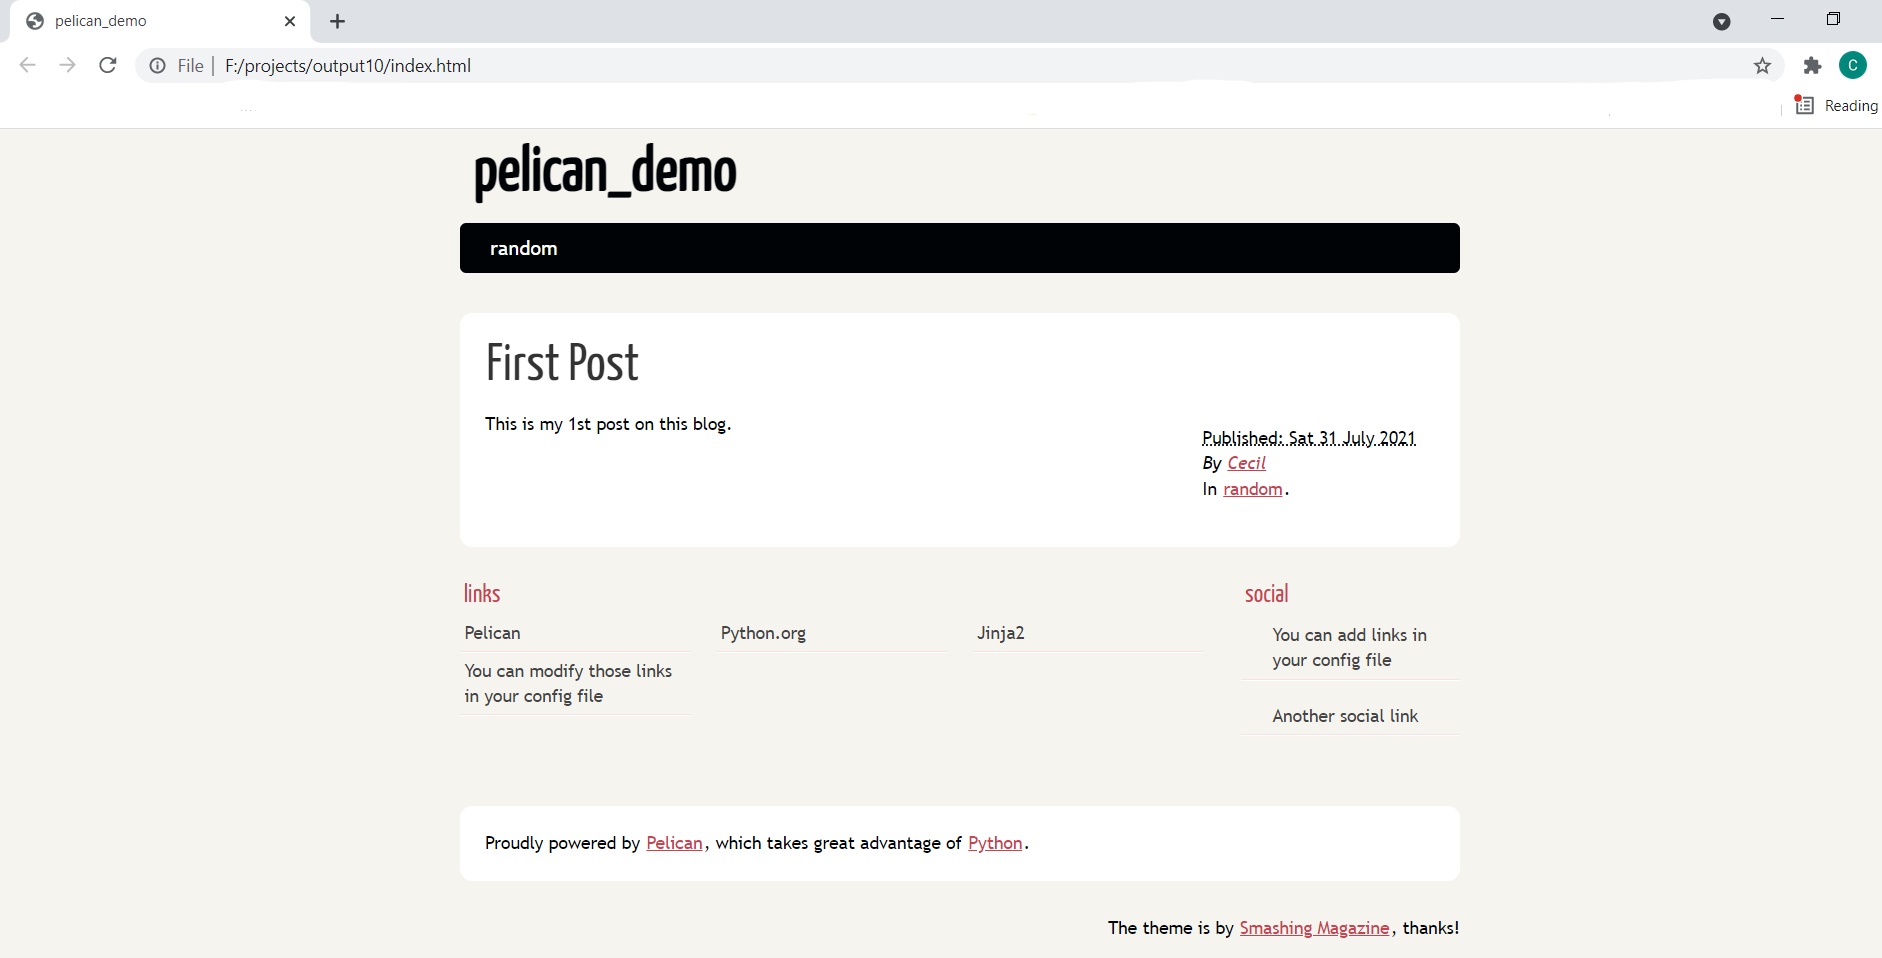 pelican_demo
File | F:/projects/output10/index.html
C
Reading
pelican_demo
random
First Post
This is my 1st post on this blog.
Published: Sat 31 July 2021
By Cecil
In random.
links
Pelican
Python.org
Jinja2
You can modify those links
in your config file
social
You can add links in
your config file
Another social link
Proudly powered by Pelican, which takes great advantage of Python.
The theme is by Smashing Magazine, thanks!